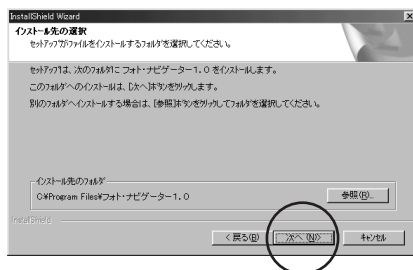 InstallShield Wizard
ｲﾝｽﾄｰﾙ先の選択
ｾｯﾄｱｯﾌﾟがﾌｧｲﾙをｲﾝｽﾄｰﾙするﾌｫﾙﾀﾞを選択してください。
ｾｯﾄｱｯﾌﾟは、次のﾌｫﾙﾀﾞに フォト・ナビゲーター１．０ をｲﾝｽﾄｰﾙします。
このﾌｫﾙﾀﾞへのｲﾝｽﾄｰﾙは、[次へ]ﾎﾞﾀﾝをｸﾘｯｸします。
別のﾌｫﾙﾀﾞへｲﾝｽﾄｰﾙする場合は、[参照]ﾎﾞﾀﾝをｸﾘｯｸしてﾌｫﾙﾀﾞを選択してください。
ｲﾝｽﾄｰﾙ先のﾌｫﾙﾀﾞ
C:¥Program Files¥フォト・ナビゲーター１．０
参照(R)...
InstallShield
< 戻る(B)
次へ(N)>
ｷｬﾝｾﾙ